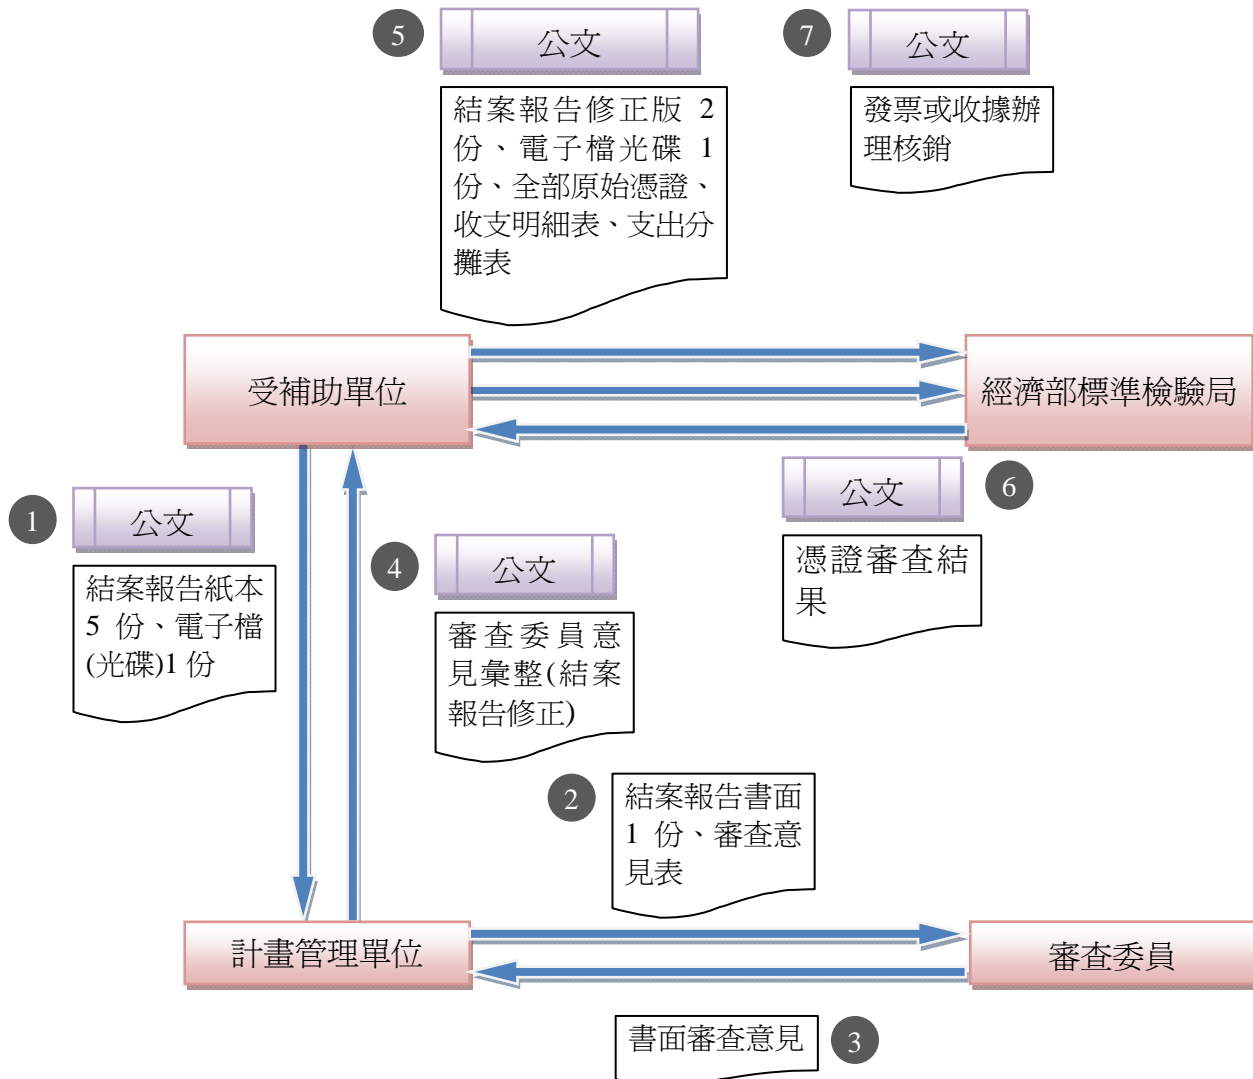 5
公文
7
公文
結案報告修正版 2
份、電子檔光碟 1
份、全部原始憑證、
收支明細表、支出分
攤表
發票或收據辦
理核銷
受補助單位
經濟部標準檢驗局
1
公文
結案報告紙本
5 份、電子檔
(光碟)1 份
4
公文
審查委員意
見彙整(結案
報告修正)
公文
6
憑證審查結
果
2
結案報告書面
1 份、審查意
見表
計畫管理單位
審查委員
書面審查意見
3